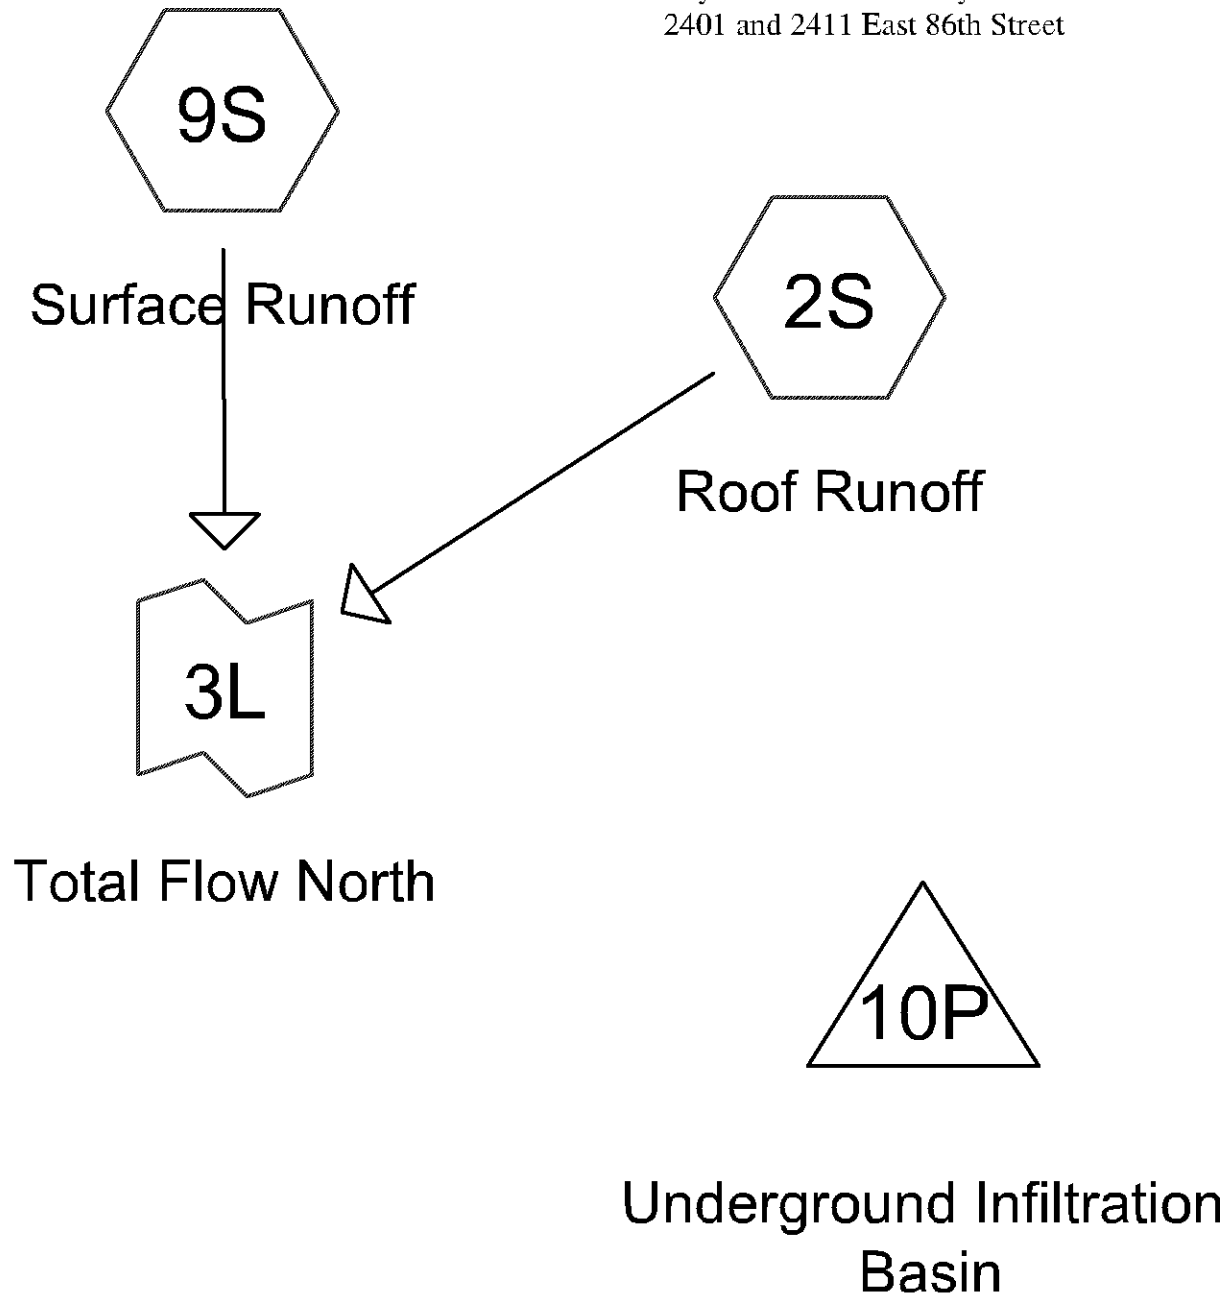 2401 and 2411 East 86th Street
9S
Surface Runoff
2S
Roof Runoff
3L
Total Flow North
10P
Underground Infiltration
Basin